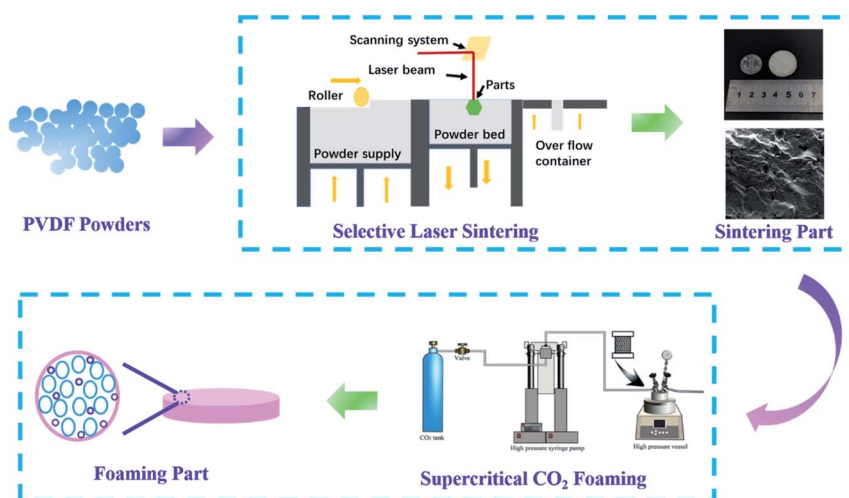 Scanning system
Laser beam
Parts
Roller
Powder supply
Powder bed
Over flow
container
1 2 3 4 5 6 7
PVDF Powders
Selective Laser Sintering
Sintering Part
Valve
CO₂ tank
High pressure syringe pump
High pressure vessel
Foaming Part
Supercritical CO₂ Foaming